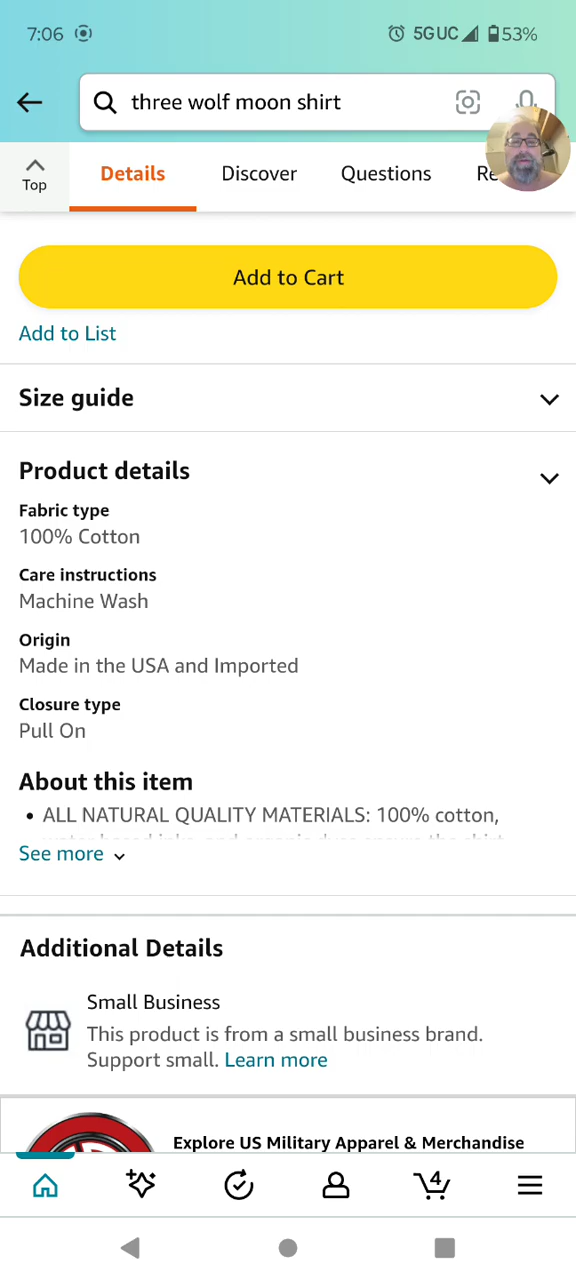 7:06 5GUC 53%
three wolf moon shirt
Top Details Discover Questions Re
Add to Cart
Add to List
Size guide
Product details
Fabric type
100% Cotton
Care instructions
Machine Wash
Origin
Made in the USA and Imported
Closure type
Pull On
About this item
• ALL NATURAL QUALITY MATERIALS: 100% cotton,
See more
Additional Details
Small Business
This product is from a small business brand.
Support small. Learn more
Explore US Military Apparel & Merchandise
4